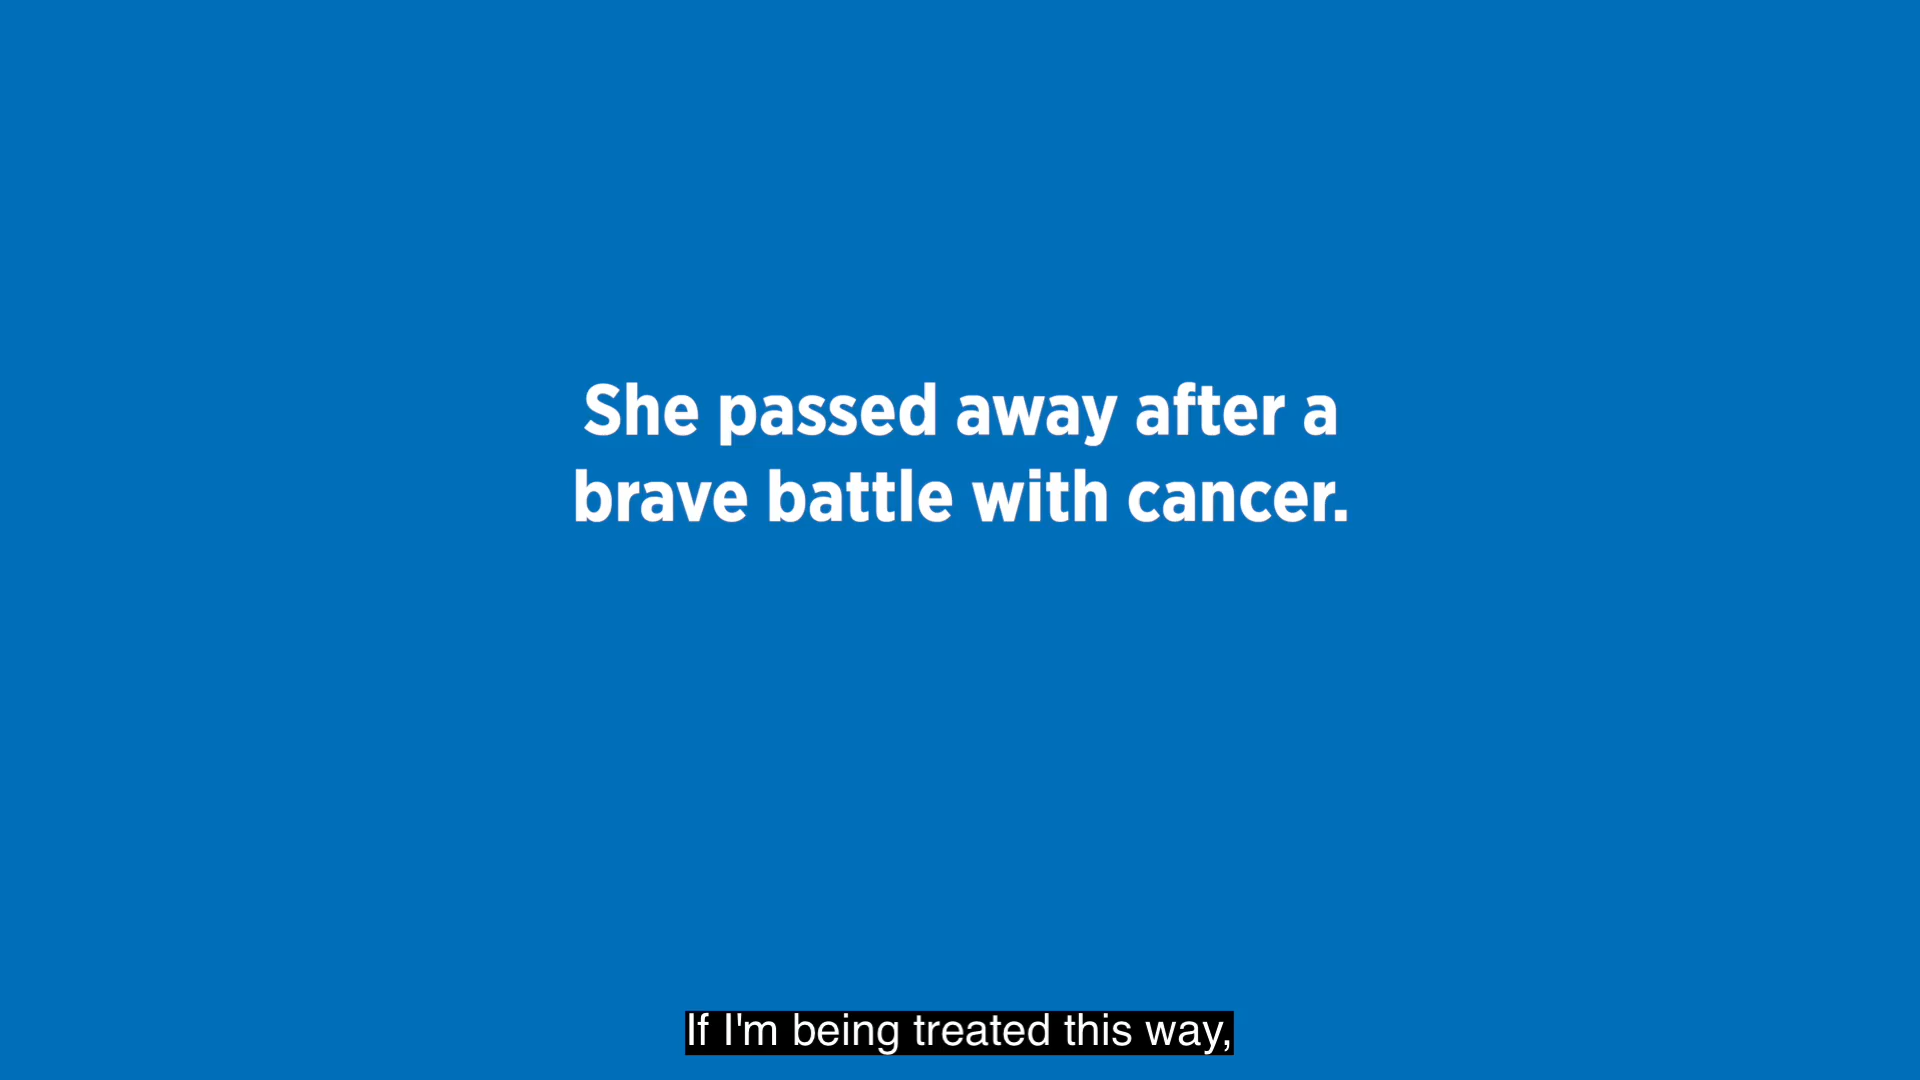 She passed away after a
brave battle with cancer.
If I'm being treated this way,